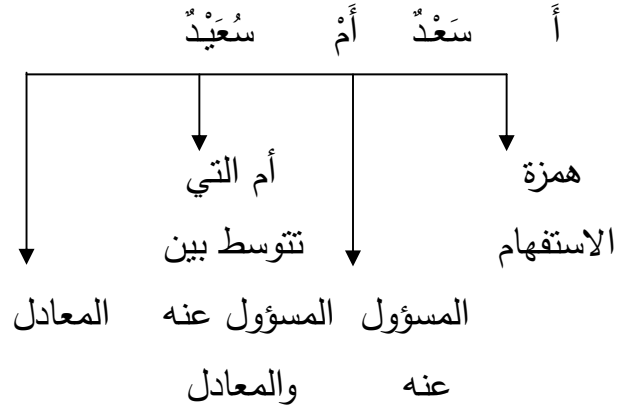 أَ سَعْدٌ أَمْ سُعَيْدٌ
همزة
الاستفهام
المسؤول
عنه
أم التي
تتوسط بين
المسؤول عنه
والمعادل
المعادل